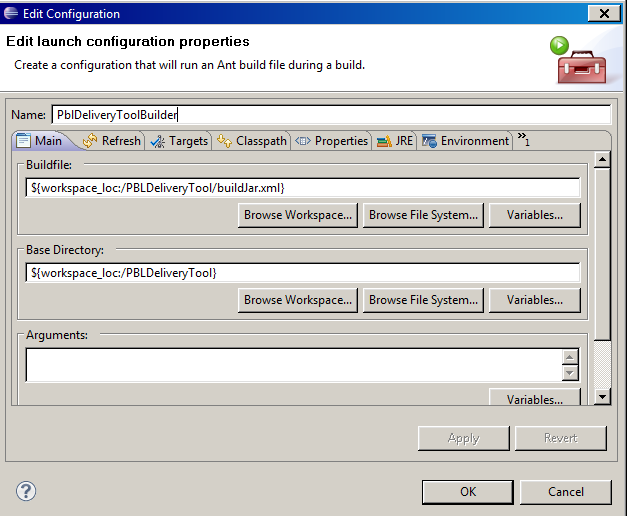 Edit Configuration
Edit launch configuration properties
Create a configuration that will run an Ant build file during a build.
Name: PblDeliveryToolBuilder
Main Refresh Targets Classpath Properties JRE Environment »1
Buildfile:
${workspace_loc:/PBLDeliveryTool/buildJar.xml}
Browse Workspace... Browse File System... Variables...
Base Directory:
${workspace_loc:/PBLDeliveryTool}
Browse Workspace... Browse File System... Variables...
Arguments:
Variables...
Apply Revert
? OK Cancel